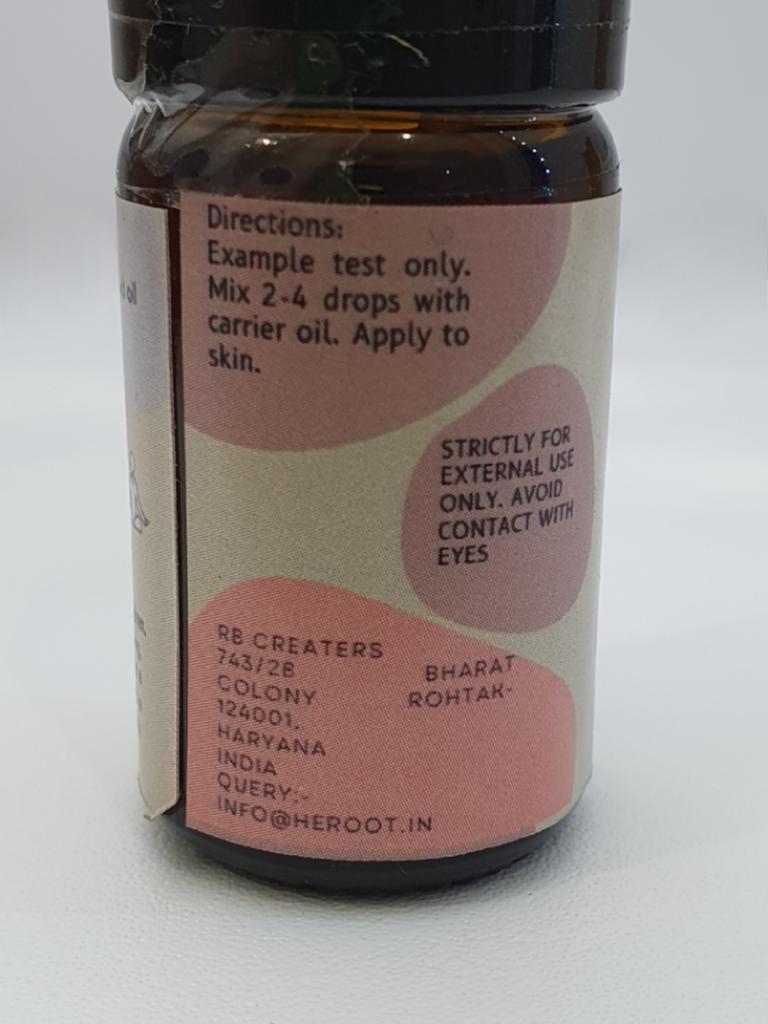 Directions:
Example test only.
Mix 2-4 drops with
carrier oil. Apply to
skin.
STRICTLY FOR
EXTERNAL USE
ONLY. AVOID
CONTACT WITH
EYES
RB CREATERS
743/28 BHARAT
COLONY ROHTAK-
124001,
HARYANA
INDIA
QUERY:-
INFO@HEROOT.IN
oil